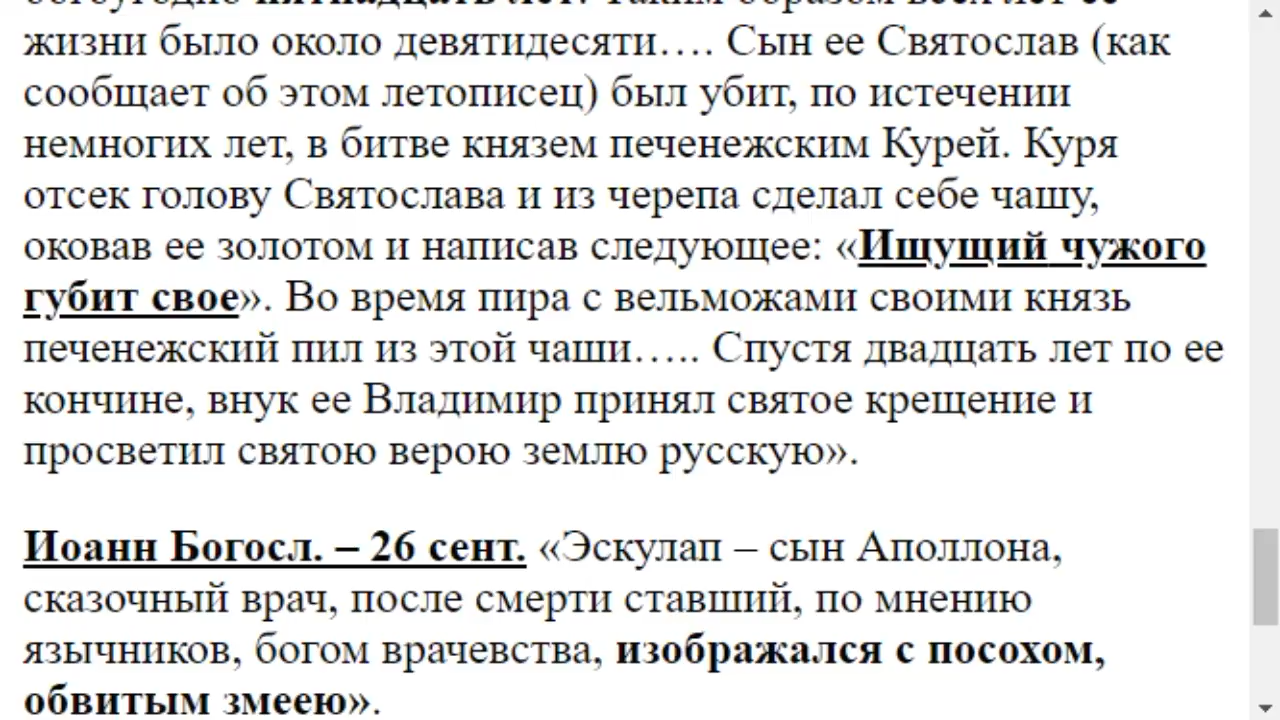 жизни было около девятидесяти…. Сын ее Святослав (как
сообщает об этом летописец) был убит, по истечении
немногих лет, в битве князем печенежским Курей. Куря
отсек голову Святослава и из черепа сделал себе чашу,
оковав ее золотом и написав следующее: «Ищущий чужого
губит свое». Во время пира с вельможами своими князь
печенежский пил из этой чаши….. Спустя двадцать лет по ее
кончине, внук ее Владимир принял святое крещение и
просветил святою верою землю русскую».
Иоанн Богосл. – 26 сент. «Эскулап – сын Аполлона,
сказочный врач, после смерти ставший, по мнению
язычников, богом врачевства, изображался с посохом,
обвитым змеею».